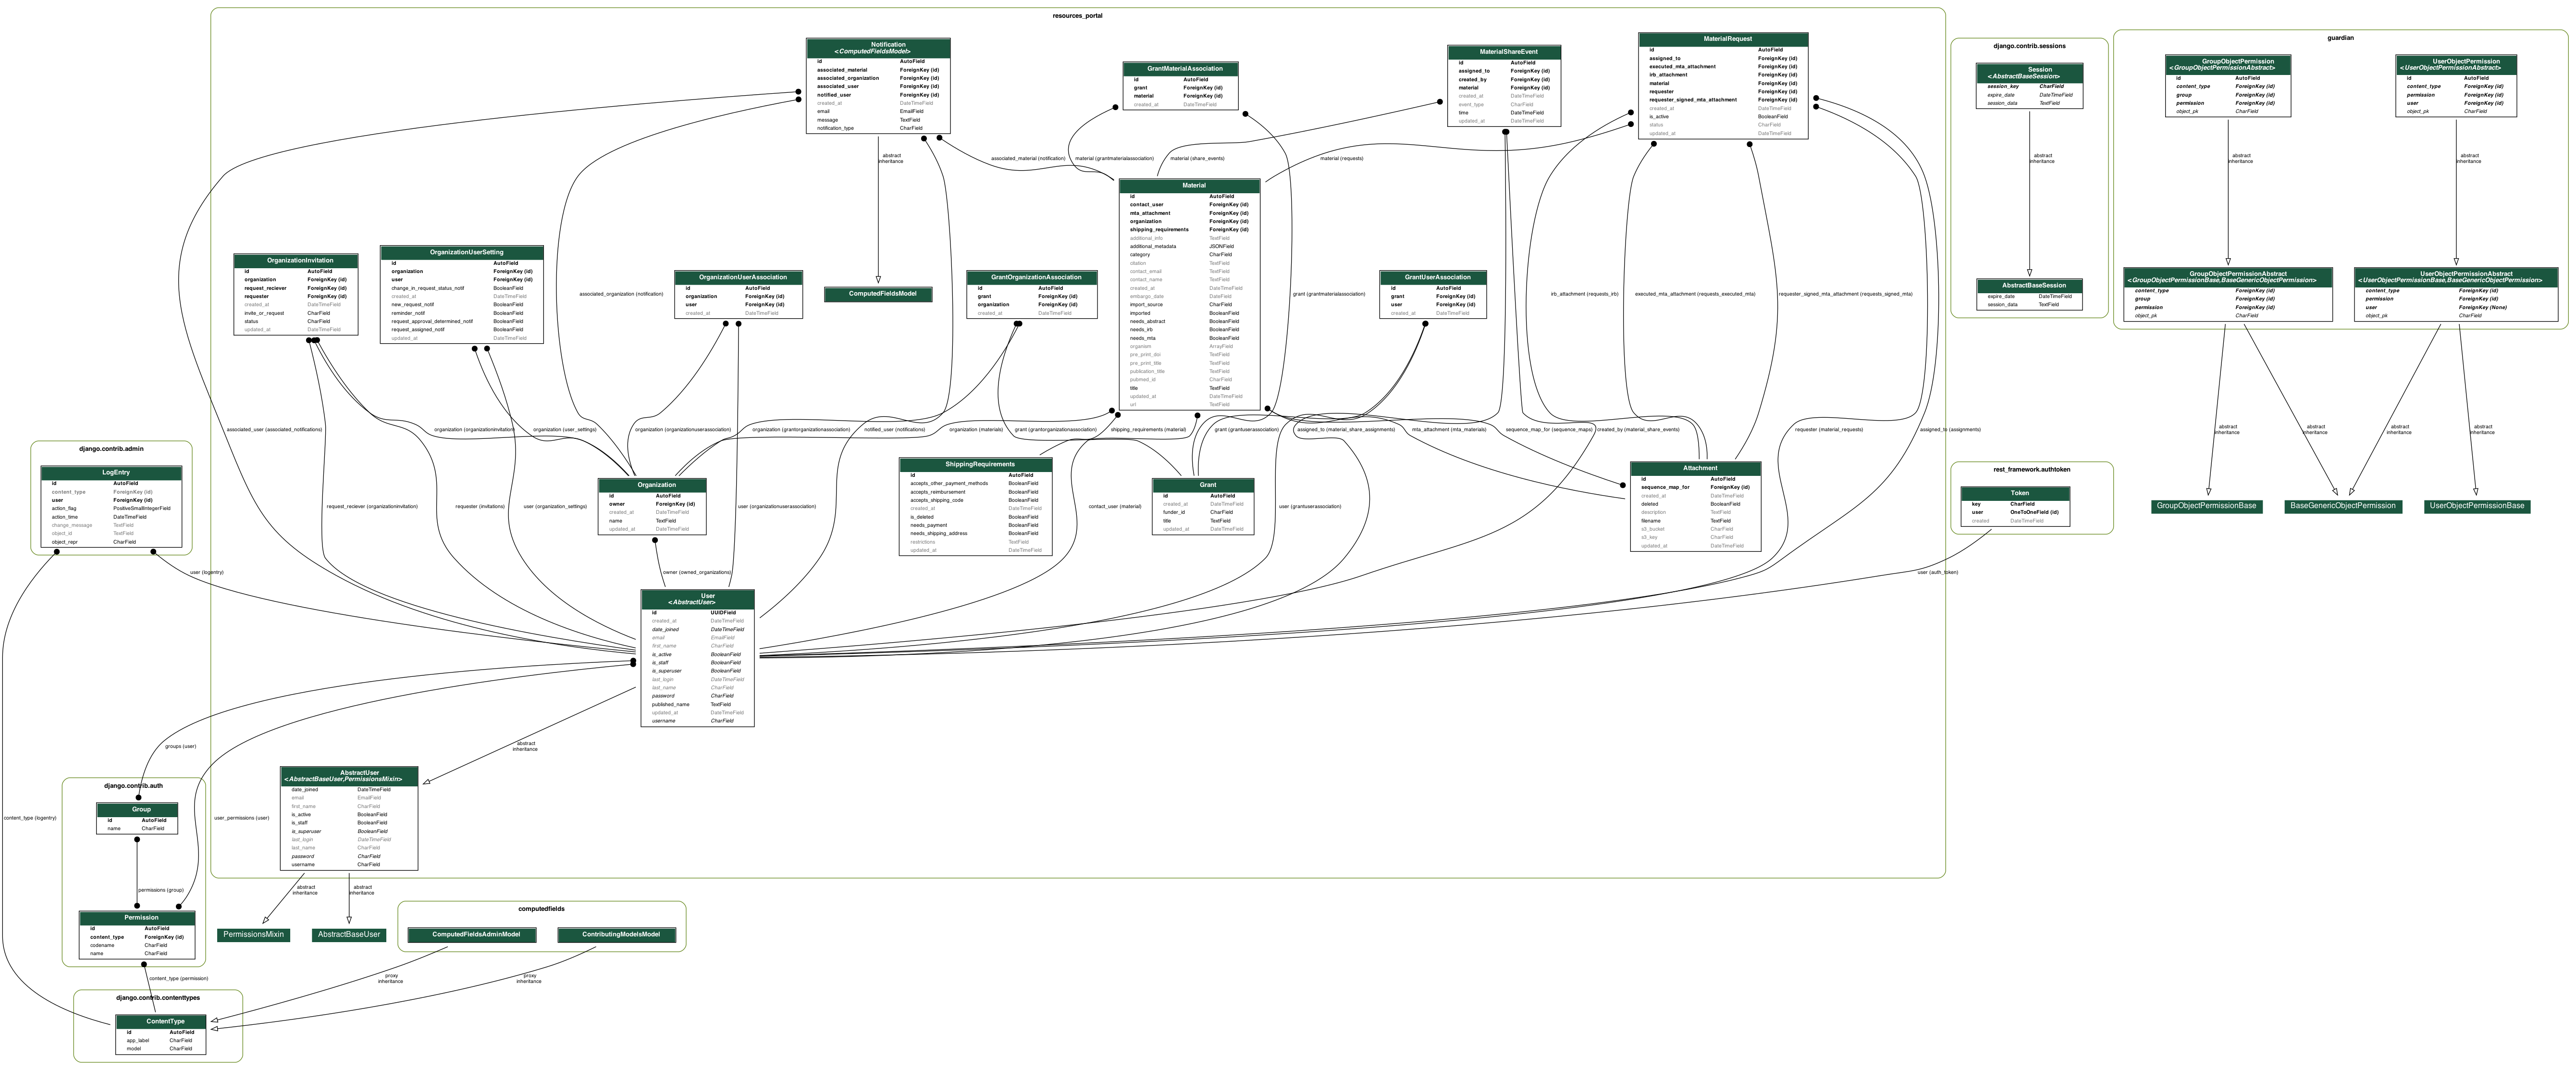 resources_portal
Notification
<ComputedFieldsModel>
id AutoField
associated_material ForeignKey (id)
associated_organization ForeignKey (id)
associated_user ForeignKey (id)
notified_user ForeignKey (id)
created_at DateTimeField
email EmailField
message TextField
notification_type CharField
GrantMaterialAssociation
id AutoField
grant ForeignKey (id)
material ForeignKey (id)
created_at DateTimeField
MaterialShareEvent
id AutoField
assigned_to ForeignKey (id)
created_by ForeignKey (id)
material ForeignKey (id)
created_at DateTimeField
event_type CharField
time DateTimeField
updated_at DateTimeField
MaterialRequest
id AutoField
assigned_to ForeignKey (id)
executed_mta_attachment ForeignKey (id)
irb_attachment ForeignKey (id)
material ForeignKey (id)
requester ForeignKey (id)
requester_signed_mta_attachment ForeignKey (id)
created_at DateTimeField
is_active BooleanField
status CharField
updated_at DateTimeField
django.contrib.sessions
Session
<AbstractBaseSession>
session_key CharField
expire_date DateTimeField
session_data TextField
abstract
inheritance
AbstractBaseSession
expire_date DateTimeField
session_data TextField
guardian
GroupObjectPermission
<GroupObjectPermissionAbstract>
id AutoField
content_type ForeignKey (id)
group ForeignKey (id)
permission ForeignKey (id)
object_pk CharField
UserObjectPermission
<UserObjectPermissionAbstract>
id AutoField
content_type ForeignKey (id)
permission ForeignKey (id)
user ForeignKey (id)
object_pk CharField
abstract
inheritance
abstract
inheritance
GroupObjectPermissionAbstract
<GroupObjectPermissionBase,BaseGenericObjectPermission>
content_type ForeignKey (id)
group ForeignKey (id)
permission ForeignKey (id)
object_pk CharField
UserObjectPermissionAbstract
<UserObjectPermissionBase,BaseGenericObjectPermission>
content_type ForeignKey (id)
permission ForeignKey (id)
user ForeignKey (None)
object_pk CharField
abstract
inheritance
abstract
inheritance
abstract
inheritance
abstract
inheritance
GroupObjectPermissionBase
BaseGenericObjectPermission
UserObjectPermissionBase
abstract
inheritance
associated_material (notification)
material (grantmaterialassociation)
material (share_events)
material (requests)
Material
id AutoField
contact_user ForeignKey (id)
mta_attachment ForeignKey (id)
organization ForeignKey (id)
shipping_requirements ForeignKey (id)
additional_info TextField
additional_metadata JSONField
category CharField
citation TextField
contact_email TextField
contact_name TextField
created_at DateTimeField
embargo_date DateField
import_source CharField
imported BooleanField
needs_abstract BooleanField
needs_irb BooleanField
needs_mta BooleanField
organism ArrayField
pre_print_doi TextField
pre_print_title TextField
publication_title TextField
pubmed_id CharField
title TextField
updated_at DateTimeField
url TextField
OrganizationInvitation
id AutoField
organization ForeignKey (id)
request_reciever ForeignKey (id)
requester ForeignKey (id)
created_at DateTimeField
invite_or_request CharField
status CharField
updated_at DateTimeField
OrganizationUserSetting
id AutoField
organization ForeignKey (id)
user ForeignKey (id)
change_in_request_status_notif BooleanField
created_at DateTimeField
new_request_notif BooleanField
reminder_notif BooleanField
request_approval_determined_notif BooleanField
request_assigned_notif BooleanField
updated_at DateTimeField
associated_organization (notification)
OrganizationUserAssociation
id AutoField
organization ForeignKey (id)
user ForeignKey (id)
created_at DateTimeField
ComputedFieldsModel
GrantOrganizationAssociation
id AutoField
grant ForeignKey (id)
organization ForeignKey (id)
created_at DateTimeField
grant (grantmaterialassociation)
GrantUserAssociation
id AutoField
grant ForeignKey (id)
user ForeignKey (id)
created_at DateTimeField
irb_attachment (requests_irb)
executed_mta_attachment (requests_executed_mta)
requester_signed_mta_attachment (requests_signed_mta)
associated_user (associated_notifications)
organization (organizationinvitation)
organization (user_settings)
organization (organizationuserassociation)
organization (grantorganizationassociation)
notified_user (notifications)
organization (materials)
grant (grantorganizationassociation)
shipping_requirements (material)
grant (grantuserassociation)
assigned_to (material_share_assignments)
mta_attachment (mta_materials)
sequence_map_for (sequence_maps)
created_by (material_share_events)
requester (material_requests)
assigned_to (assignments)
django.contrib.admin
LogEntry
id AutoField
content_type ForeignKey (id)
user ForeignKey (id)
action_flag PositiveSmallIntegerField
action_time DateTimeField
change_message TextField
object_id TextField
object_repr CharField
request_reciever (organizationinvitation)
requester (invitations)
user (organization_settings)
Organization
id AutoField
owner ForeignKey (id)
created_at DateTimeField
name TextField
updated_at DateTimeField
user (organizationuserassociation)
ShippingRequirements
id AutoField
accepts_other_payment_methods BooleanField
accepts_reimbursement BooleanField
accepts_shipping_code BooleanField
created_at DateTimeField
is_deleted BooleanField
needs_payment BooleanField
needs_shipping_address BooleanField
restrictions TextField
updated_at DateTimeField
contact_user (material)
Grant
id AutoField
created_at DateTimeField
funder_id CharField
title TextField
updated_at DateTimeField
user (grantuserassociation)
Attachment
id AutoField
sequence_map_for ForeignKey (id)
created_at DateTimeField
deleted BooleanField
description TextField
filename TextField
s3_bucket CharField
s3_key CharField
updated_at DateTimeField
rest_framework.authtoken
Token
key CharField
user OneToOneField (id)
created DateTimeField
user (logentry)
owner (owned_organizations)
user (auth_token)
User
<AbstractUser>
id UUIDField
created_at DateTimeField
date_joined DateTimeField
email EmailField
first_name CharField
is_active BooleanField
is_staff BooleanField
is_superuser BooleanField
last_login DateTimeField
last_name CharField
password CharField
published_name TextField
updated_at DateTimeField
username CharField
groups (user)
abstract
inheritance
AbstractUser
<AbstractBaseUser,PermissionsMixin>
date_joined DateTimeField
email EmailField
first_name CharField
is_active BooleanField
is_staff BooleanField
is_superuser BooleanField
last_login DateTimeField
last_name CharField
password CharField
username CharField
django.contrib.auth
Group
id AutoField
name CharField
content_type (logentry)
user_permissions (user)
permissions (group)
abstract
inheritance
abstract
inheritance
Permission
id AutoField
content_type ForeignKey (id)
codename CharField
name CharField
PermissionsMixin
AbstractBaseUser
computedfields
ComputedFieldsAdminModel
ContributingModelsModel
content_type (permission)
proxy
inheritance
proxy
inheritance
django.contrib.contenttypes
ContentType
id AutoField
app_label CharField
model CharField